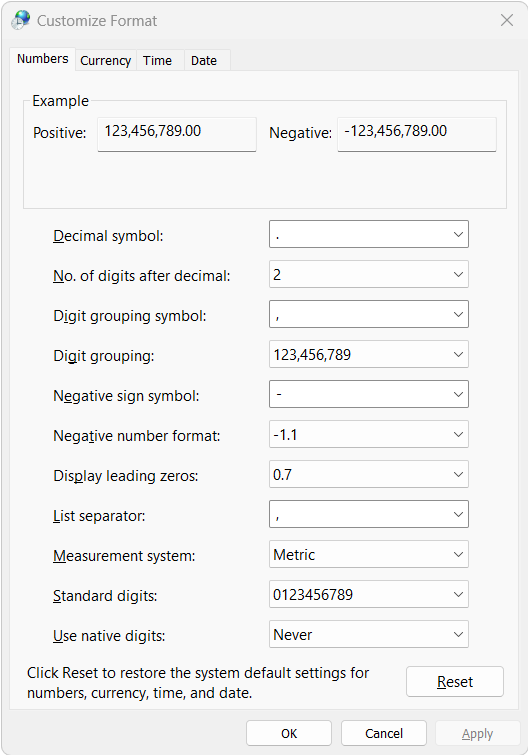 Customize Format
Numbers Currency Time Date
Example
Positive: 123,456,789.00 Negative: -123,456,789.00
Decimal symbol: .
No. of digits after decimal: 2
Digit grouping symbol: ,
Digit grouping: 123,456,789
Negative sign symbol: -
Negative number format: -1.1
Display leading zeros: 0.7
List separator: ,
Measurement system: Metric
Standard digits: 0123456789
Use native digits: Never
Click Reset to restore the system default settings for
numbers, currency, time, and date.
Reset
OK Cancel Apply